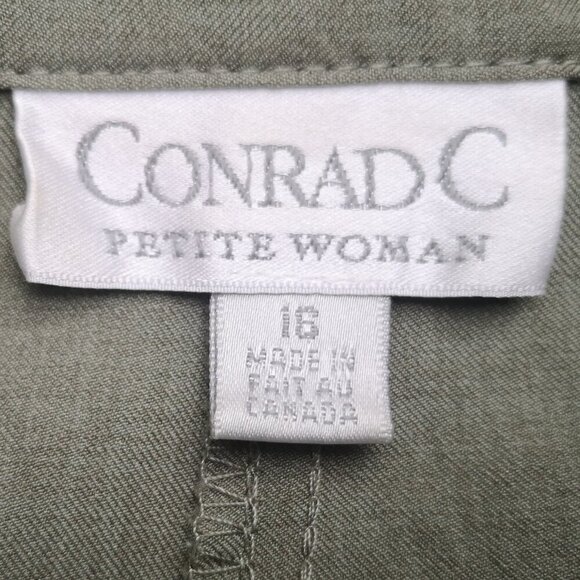 CONRAD C
PETITE WOMAN
16
MADE IN
FAIT AU
CANADA